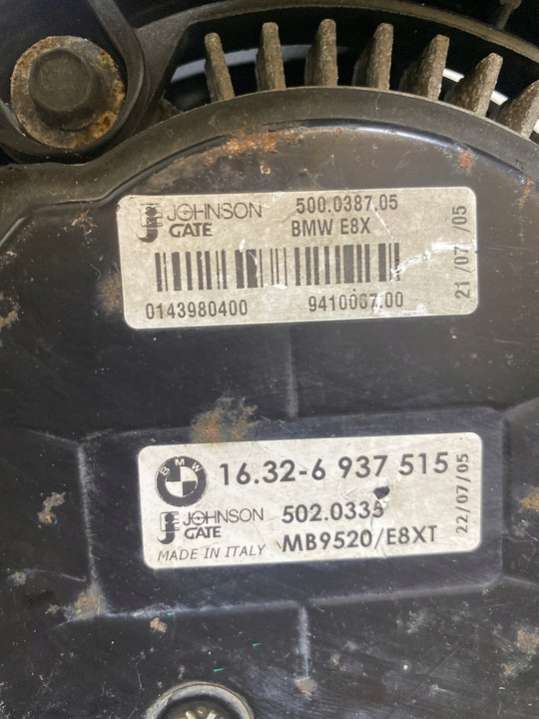 JOHNSON 500.0387.05
GATE BMW E8X
0143980400 9410067.00
21/07/05
BMW
16.32-6 937 515
JOHNSON 502.0335
GATE
MADE IN ITALY MB9520/E8XT
22/07/05